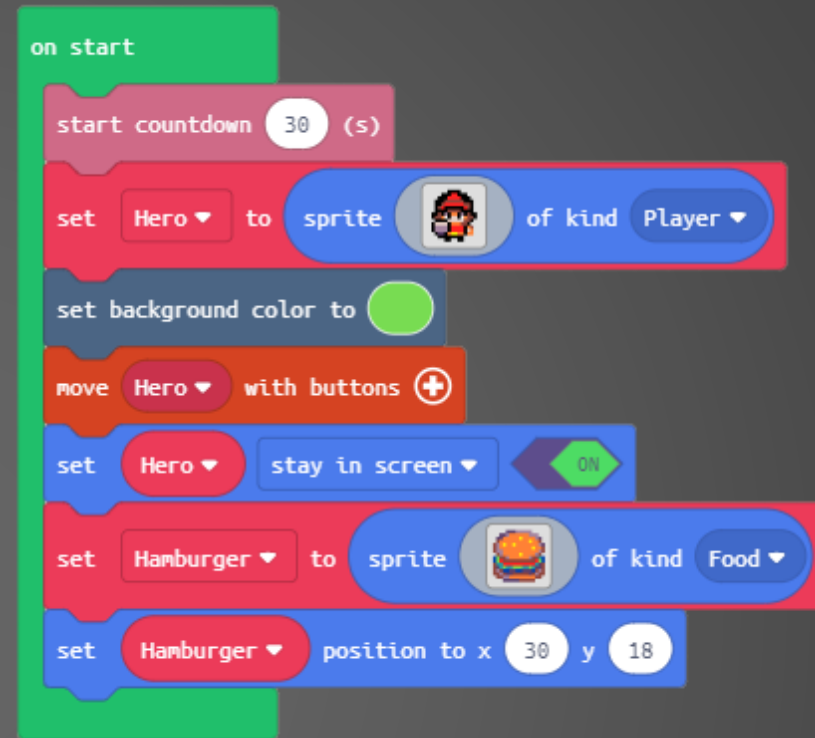 on start
start countdown 30 (s)
set Hero to sprite of kind Player
set background color to
move Hero with buttons
set Hero stay in screen ON
set Hamburger to sprite of kind Food
set Hamburger position to x 30 y 18